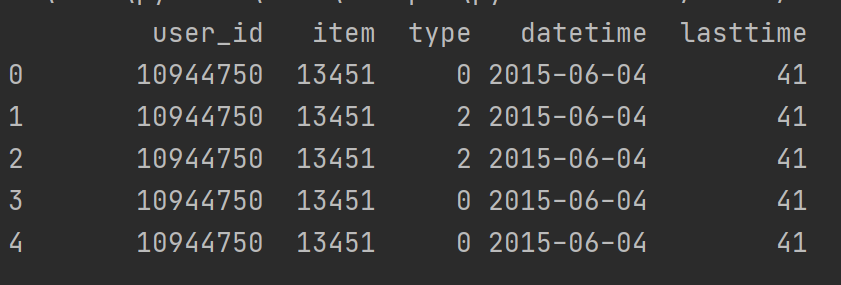 user_id item type datetime lasttime
0 10944750 13451 0 2015-06-04 41
1 10944750 13451 2 2015-06-04 41
2 10944750 13451 2 2015-06-04 41
3 10944750 13451 0 2015-06-04 41
4 10944750 13451 0 2015-06-04 41